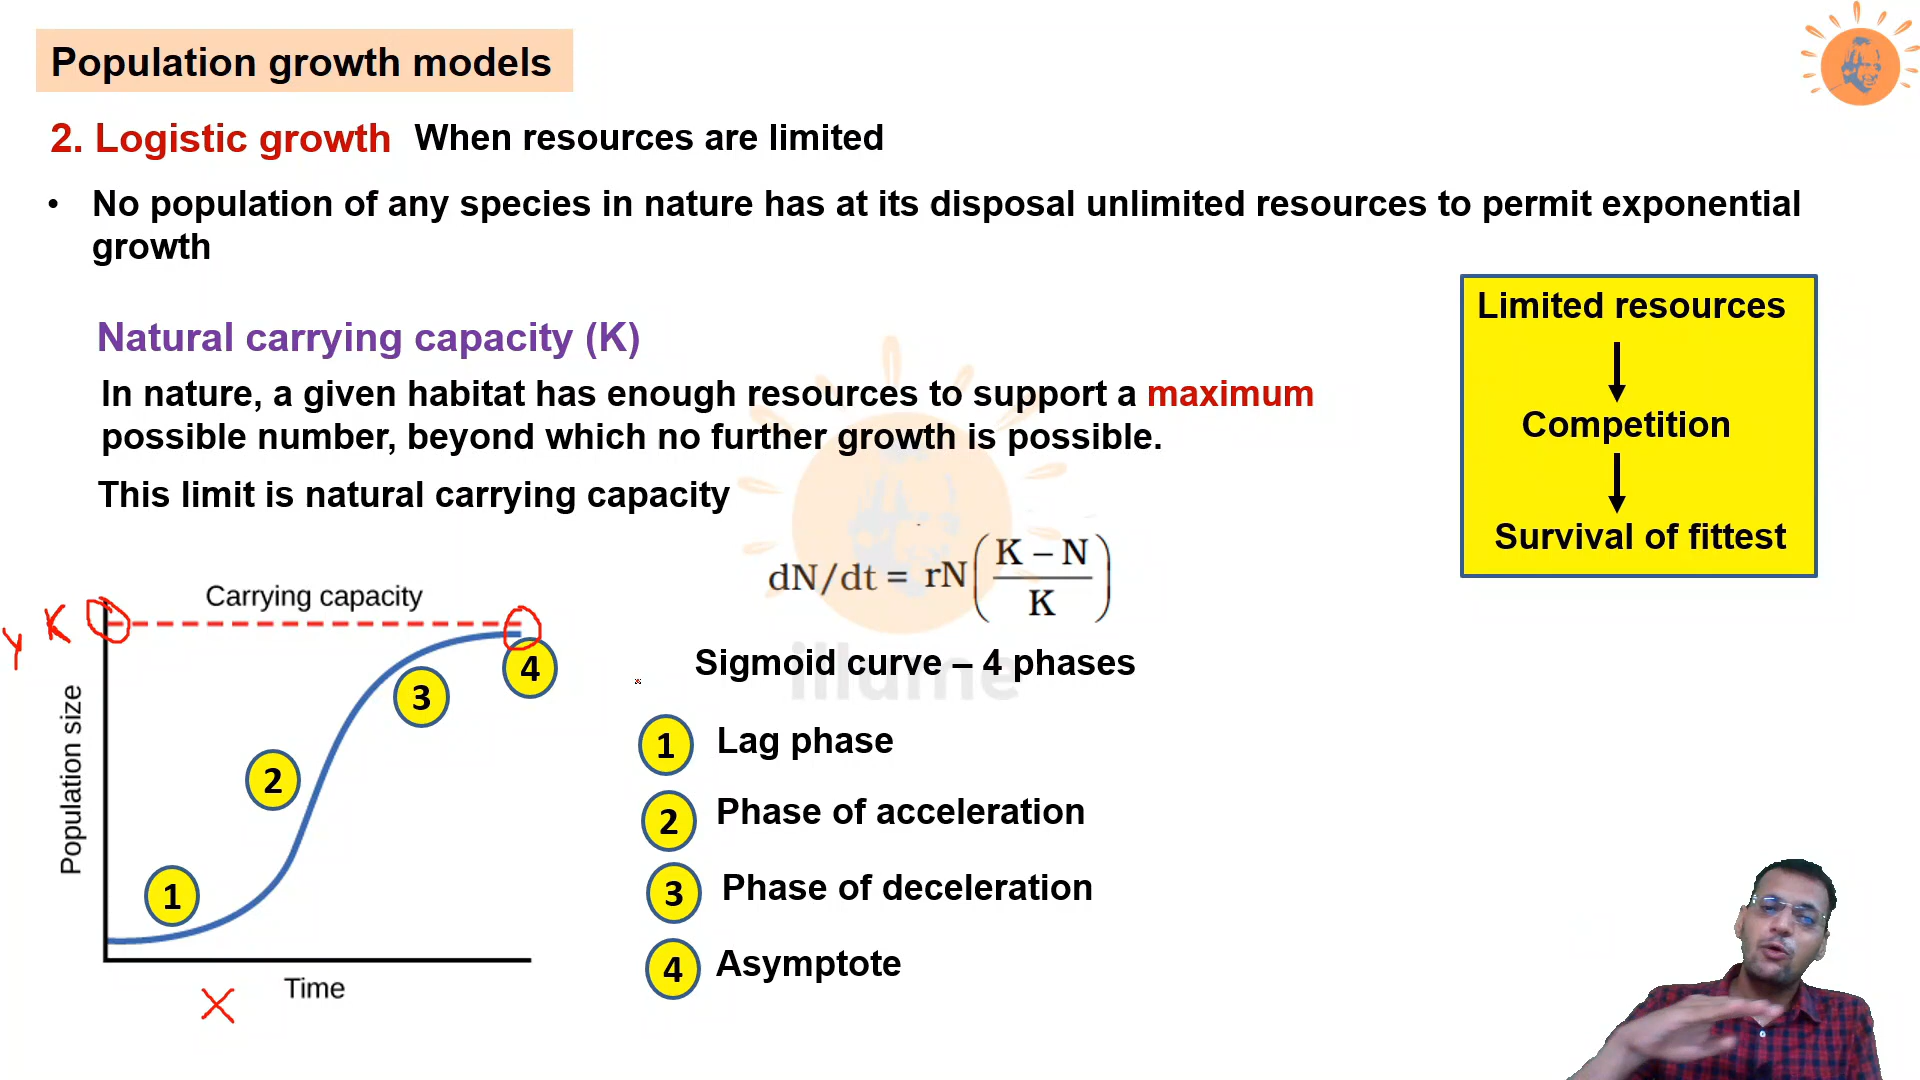 Population growth models
2. Logistic growth When resources are limited
• No population of any species in nature has at its disposal unlimited resources to permit exponential
growth
Limited resources
Competition
Survival of fittest
Natural carrying capacity (K)
In nature, a given habitat has enough resources to support a maximum
possible number, beyond which no further growth is possible.
This limit is natural carrying capacity
dN/dt = rN((K – N)/K)
Carrying capacity
Y K
Population size
1
2
3
4
Time
X
illume
Sigmoid curve – 4 phases
1 Lag phase
2 Phase of acceleration
3 Phase of deceleration
4 Asymptote